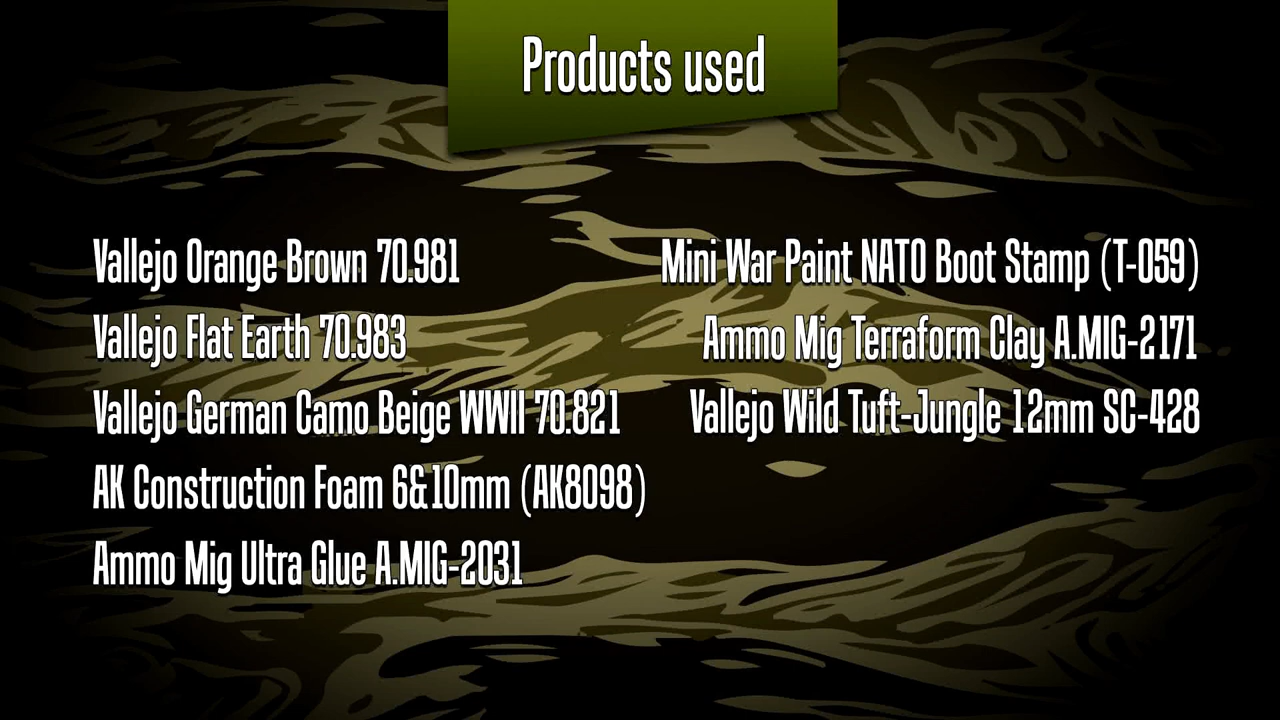 Products used
Vallejo Orange Brown 70.981
Vallejo Flat Earth 70.983
Vallejo German Camo Beige WWII 70.821
AK Construction Foam 6&10mm (AK8098)
Ammo Mig Ultra Glue A.MIG-2031
Mini War Paint NATO Boot Stamp (T-059)
Ammo Mig Terraform Clay A.MIG-2171
Vallejo Wild Tuft-Jungle 12mm SC-428